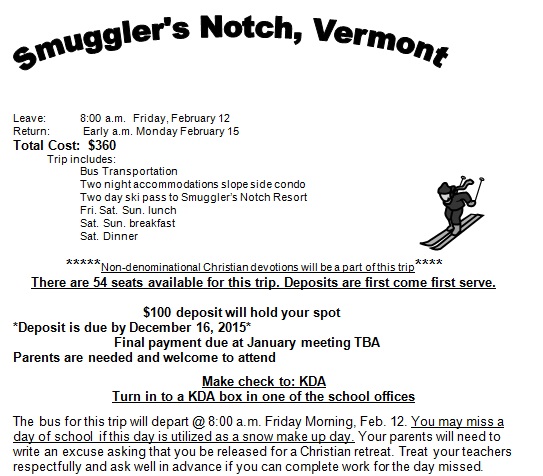 Smuggler's Notch, Vermont
Leave: 8:00 a.m. Friday, February 12
Return: Early a.m. Monday February 15
Total Cost: $360
Trip includes:
Bus Transportation
Two night accommodations slope side condo
Two day ski pass to Smuggler's Notch Resort
Fri. Sat. Sun. lunch
Sat. Sun. breakfast
Sat. Dinner
*****Non-denominational Christian devotions will be a part of this trip****
There are 54 seats available for this trip. Deposits are first come first serve.
$100 deposit will hold your spot
*Deposit is due by December 16, 2015*
Final payment due at January meeting TBA
Parents are needed and welcome to attend
Make check to: KDA
Turn in to a KDA box in one of the school offices
The bus for this trip will depart @ 8:00 a.m. Friday Morning, Feb. 12. You may miss a
day of school if this day is utilized as a snow make up day. Your parents will need to
write an excuse asking that you be released for a Christian retreat. Treat your teachers
respectfully and ask well in advance if you can complete work for the day missed.